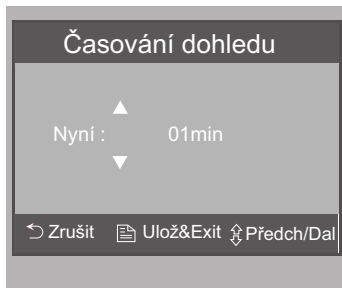 Časování dohledu
Nyní : 01min
Zrušit Ulož&Exit Předch/Dal